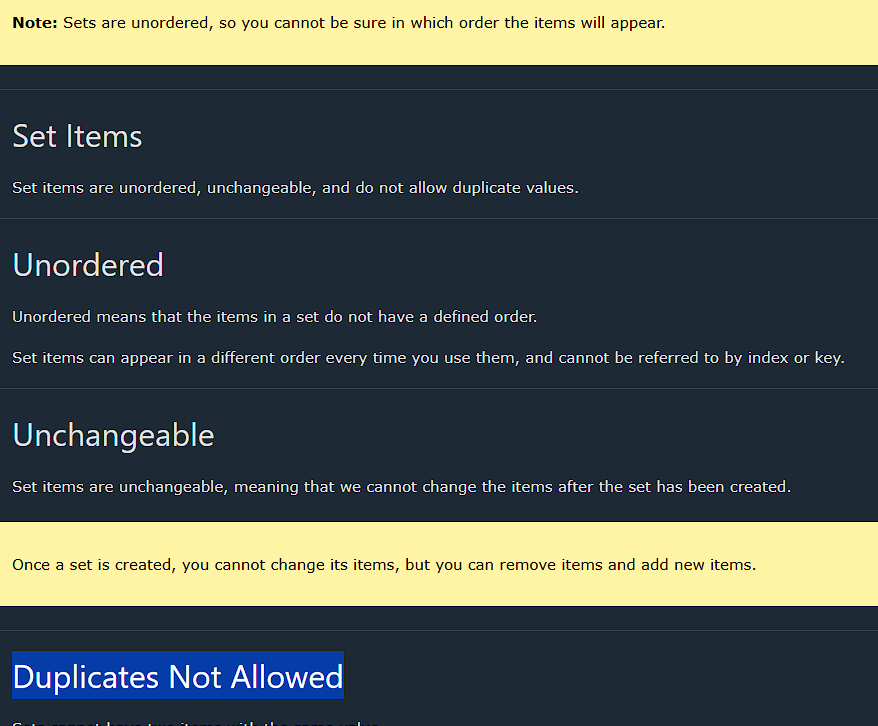 Note: Sets are unordered, so you cannot be sure in which order the items will appear.
Set Items
Set items are unordered, unchangeable, and do not allow duplicate values.
Unordered
Unordered means that the items in a set do not have a defined order.
Set items can appear in a different order every time you use them, and cannot be referred to by index or key.
Unchangeable
Set items are unchangeable, meaning that we cannot change the items after the set has been created.
Once a set is created, you cannot change its items, but you can remove items and add new items.
Duplicates Not Allowed